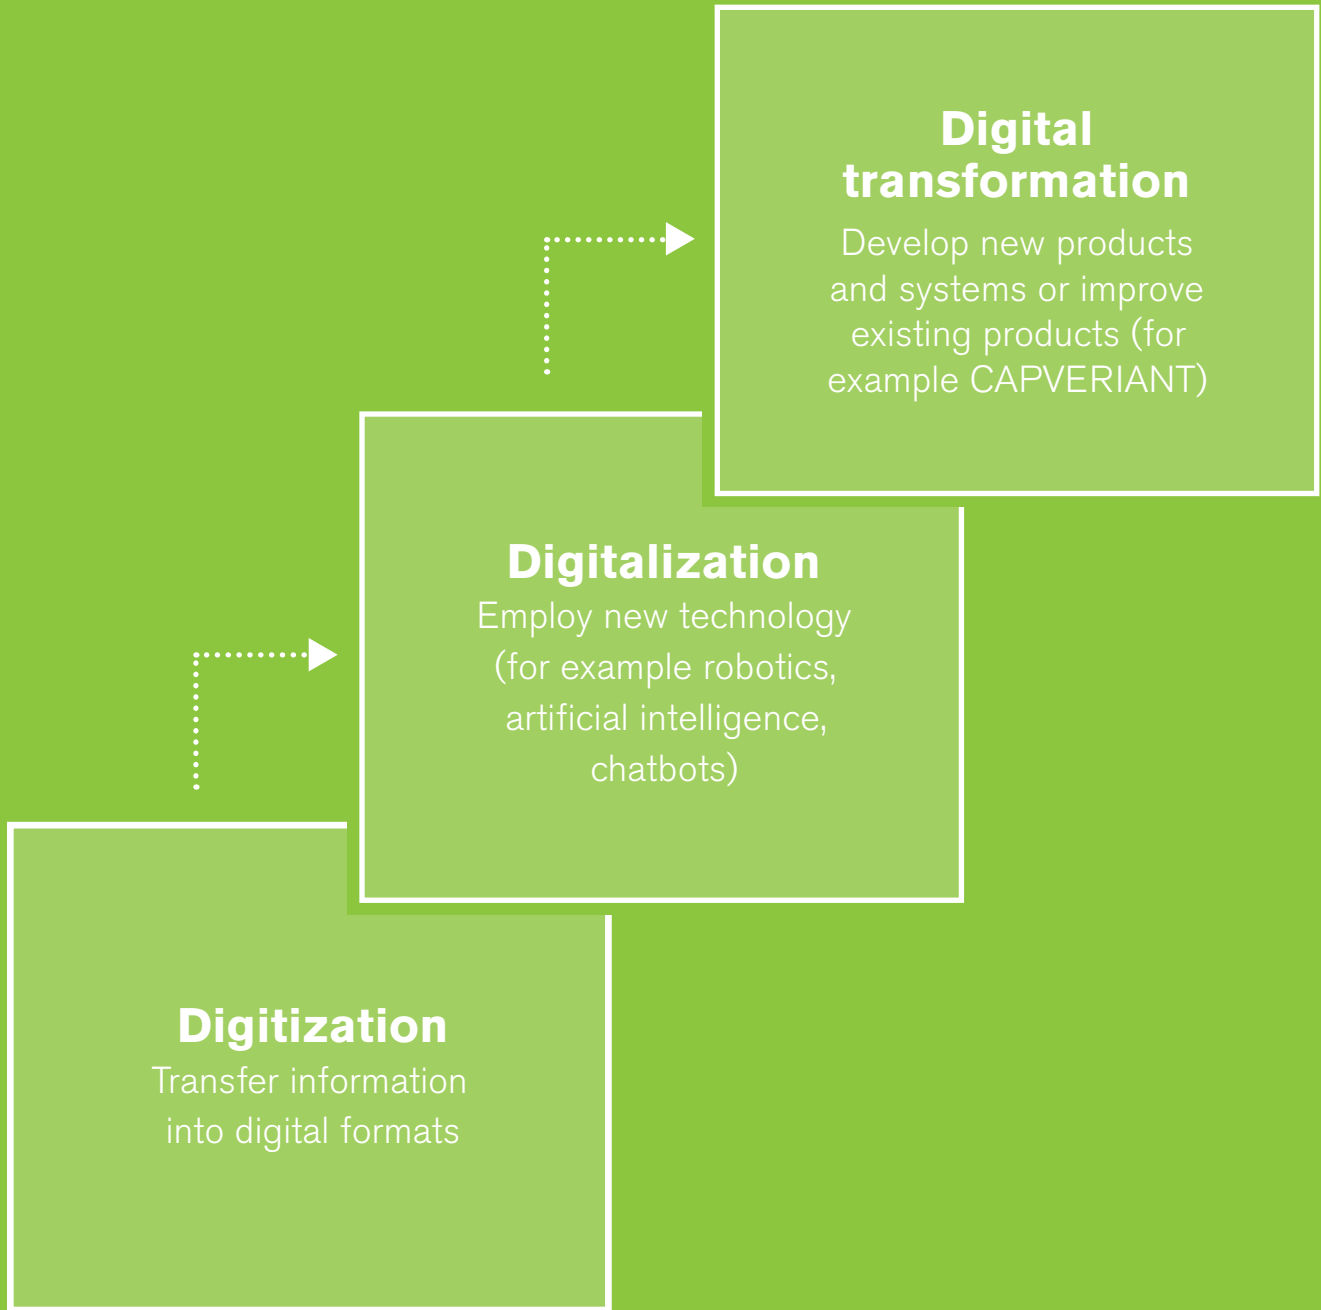 Digital
transformation
Develop new products
and systems or improve
existing products (for
example CAPVERIANT)
Digitalization
Employ new technology
(for example robotics,
artificial intelligence,
chatbots)
Digitization
Transfer information
into digital formats